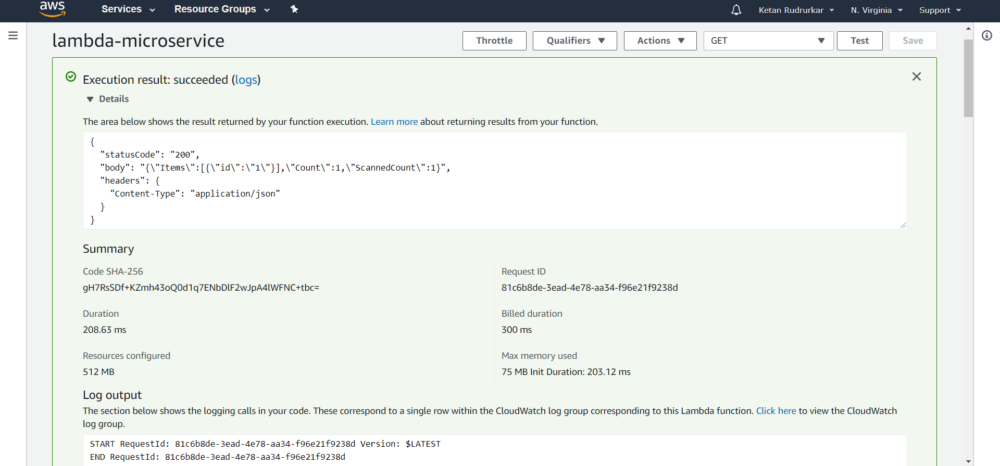 aws Services Resource Groups Ketan Rudrurkar N. Virginia Support
lambda-microservice Throttle Qualifiers Actions GET Test Save
Execution result: succeeded (logs)
Details
The area below shows the result returned by your function execution. Learn more about returning results from your function.
{
"statusCode": "200",
"body": "{\"Items\":[{\"id\":\"1\"}],\"Count\":1,\"ScannedCount\":1}",
"headers": {
"Content-Type": "application/json"
}
}
Summary
Code SHA-256 Request ID
gH7RsSDf+KZmh43oQ0d1q7ENbDlF2wJpA4lWFNC+tbc= 81c6b8de-3ead-4e78-aa34-f96e21f9238d
Duration Billed duration
208.63 ms 300 ms
Resources configured Max memory used
512 MB 75 MB Init Duration: 203.12 ms
Log output
The section below shows the logging calls in your code. These correspond to a single row within the CloudWatch log group corresponding to this Lambda function. Click here to view the CloudWatch
log group.
START RequestId: 81c6b8de-3ead-4e78-aa34-f96e21f9238d Version: $LATEST
END RequestId: 81c6b8de-3ead-4e78-aa34-f96e21f9238d